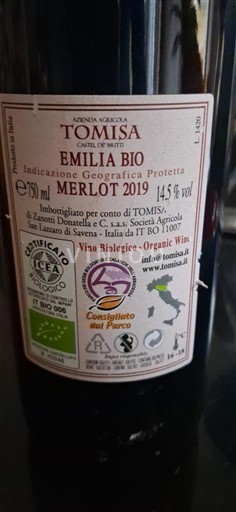 AZIENDA AGRICOLA
TOMISA
CASTEL DE' BRITTI
Prodotto in Italia
L. 1420
EMILIA BIO
Indicazione Geografica Protetta
℮750 ml MERLOT 2019 14,5% vol
Imbottigliato per conto di TOMISA,
di Zanotti Donatella e C. s.a.s. Società Agricola
San Lazzaro di Savena - Italia da IT BO 11007
Vino Biologico - Organic Wine
CERTIFICATO
ICEA
BIOLOGICO
info@tomisa.it
www.tomisa.it
IT BIO 006
Consigliato
dal Parco
16 - 18
°C